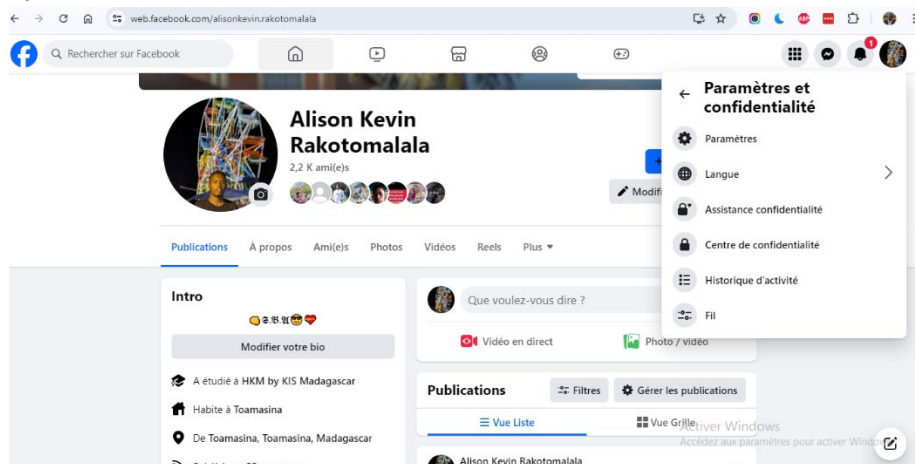 web.facebook.com/alisonkevin.rakotomalala
Rechercher sur Facebook
1
Alison Kevin
Rakotomalala
2,2 K ami(e)s
Modifi
Publications À propos Ami(e)s Photos Vidéos Reels Plus
Paramètres et
confidentialité
Paramètres
Langue
Assistance confidentialité
Centre de confidentialité
Historique d'activité
Fil
Intro
Modifier votre bio
A étudié à HKM by KIS Madagascar
Habite à Toamasina
De Toamasina, Toamasina, Madagascar
Que voulez-vous dire ?
Vidéo en direct Photo / vidéo
Publications Filtres Gérer les publications
Vue Liste Vue Grille
Activer Windows
Accédez aux paramètres pour activer Windows
Alison Kevin Rakotomalala